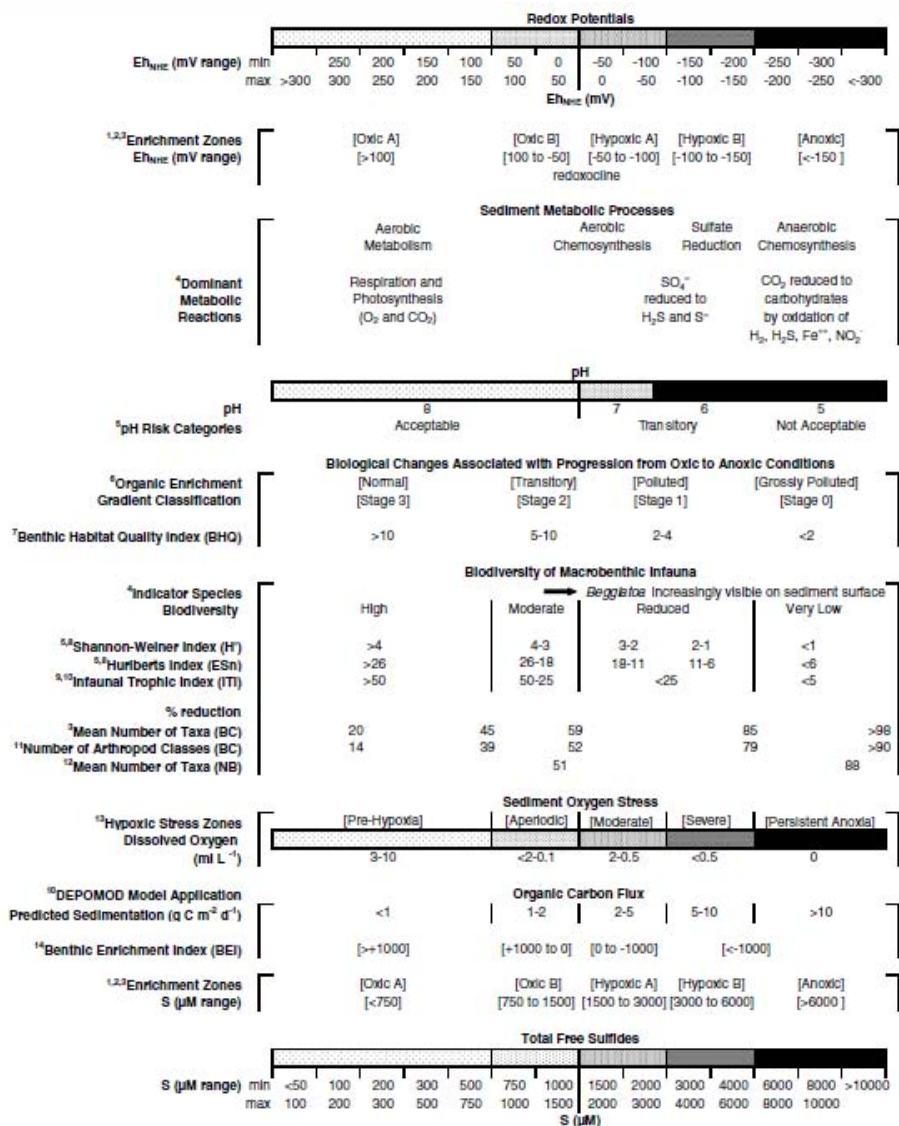 Redox Potentials
Eh_NHE (mV range) min 250 200 150 100 50 0 -50 -100 -150 -200 -250 -300
max >300 300 250 200 150 100 50 0 -50 -100 -150 -200 -250 <-300
Eh_NHE (mV)
1,2,3Enrichment Zones [Oxic A] [Oxic B] [Hypoxic A] [Hypoxic B] [Anoxic]
Eh_NHE (mV range) [>100] [100 to -50] [-50 to -100] [-100 to -150] [<-150 ]
redoxocline
Sediment Metabolic Processes
Aerobic Aerobic Sulfate Anaerobic
Metabolism Chemosynthesis Reduction Chemosynthesis
4Dominant Respiration and SO4= CO2 reduced to
Metabolic Photosynthesis reduced to carbohydrates
Reactions (O2 and CO2) H2S and S= by oxidation of
H2, H2S, Fe++, NO2-
pH
pH 8 7 6 5
5pH Risk Categories Acceptable Transitory Not Acceptable
Biological Changes Associated with Progression from Oxic to Anoxic Conditions
6Organic Enrichment [Normal] [Transitory] [Polluted] [Grossly Polluted]
Gradient Classification [Stage 3] [Stage 2] [Stage 1] [Stage 0]
7Benthic Habitat Quality Index (BHQ) >10 5-10 2-4 <2
Biodiversity of Macrobenthic Infauna
4Indicator Species Beggiatoa Increasingly visible on sediment surface
Biodiversity High Moderate Reduced Very Low
5,8Shannon-Weiner Index (H') >4 4-3 3-2 2-1 <1
5,8Hurlberts Index (ESn) >26 26-18 18-11 11-6 <6
9,10Infaunal Trophic Index (ITI) >50 50-25 <25 <5
% reduction
3Mean Number of Taxa (BC) 20 45 59 85 >98
11Number of Arthropod Classes (BC) 14 39 52 79 >90
12Mean Number of Taxa (NB) 51 88
Sediment Oxygen Stress
13Hypoxic Stress Zones [Pre-Hypoxia] [Aperiodic] [Moderate] [Severe] [Persistent Anoxia]
Dissolved Oxygen
(ml L-1) 3-10 <2-0.1 2-0.5 <0.5 0
10DEPOMOD Model Application Organic Carbon Flux
Predicted Sedimentation (g C m-2 d-1) <1 1-2 2-5 5-10 >10
14Benthic Enrichment Index (BEI) [>+1000] [+1000 to 0] [0 to -1000] [<-1000]
1,2,3Enrichment Zones [Oxic A] [Oxic B] [Hypoxic A] [Hypoxic B] [Anoxic]
S (µM range) [<750] [750 to 1500] [1500 to 3000] [3000 to 6000] [>6000 ]
Total Free Sulfides
S (µM range) min <50 100 200 300 500 750 1000 1500 2000 3000 4000 6000 8000 >10000
max 100 200 300 500 750 1000 1500 2000 3000 4000 6000 8000 10000
S (µM)